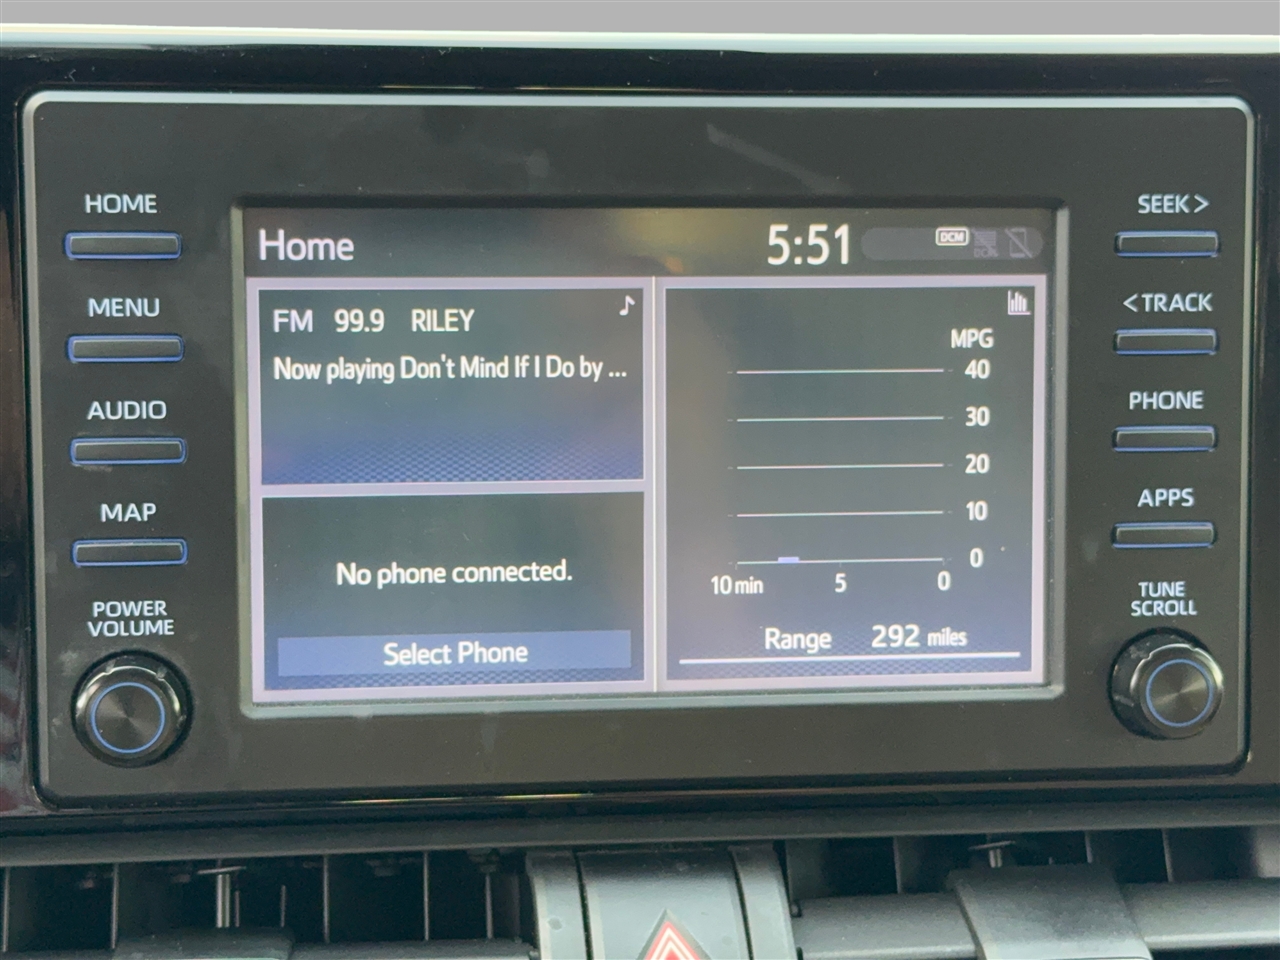 HOME
MENU
AUDIO
MAP
POWER
VOLUME
Home
5:51
DCM
FM 99.9 RILEY
Now playing Don't Mind If I Do by ...
No phone connected.
Select Phone
MPG
40
30
20
10
0
10 min 5 0
Range 292 miles
SEEK >
< TRACK
PHONE
APPS
TUNE
SCROLL